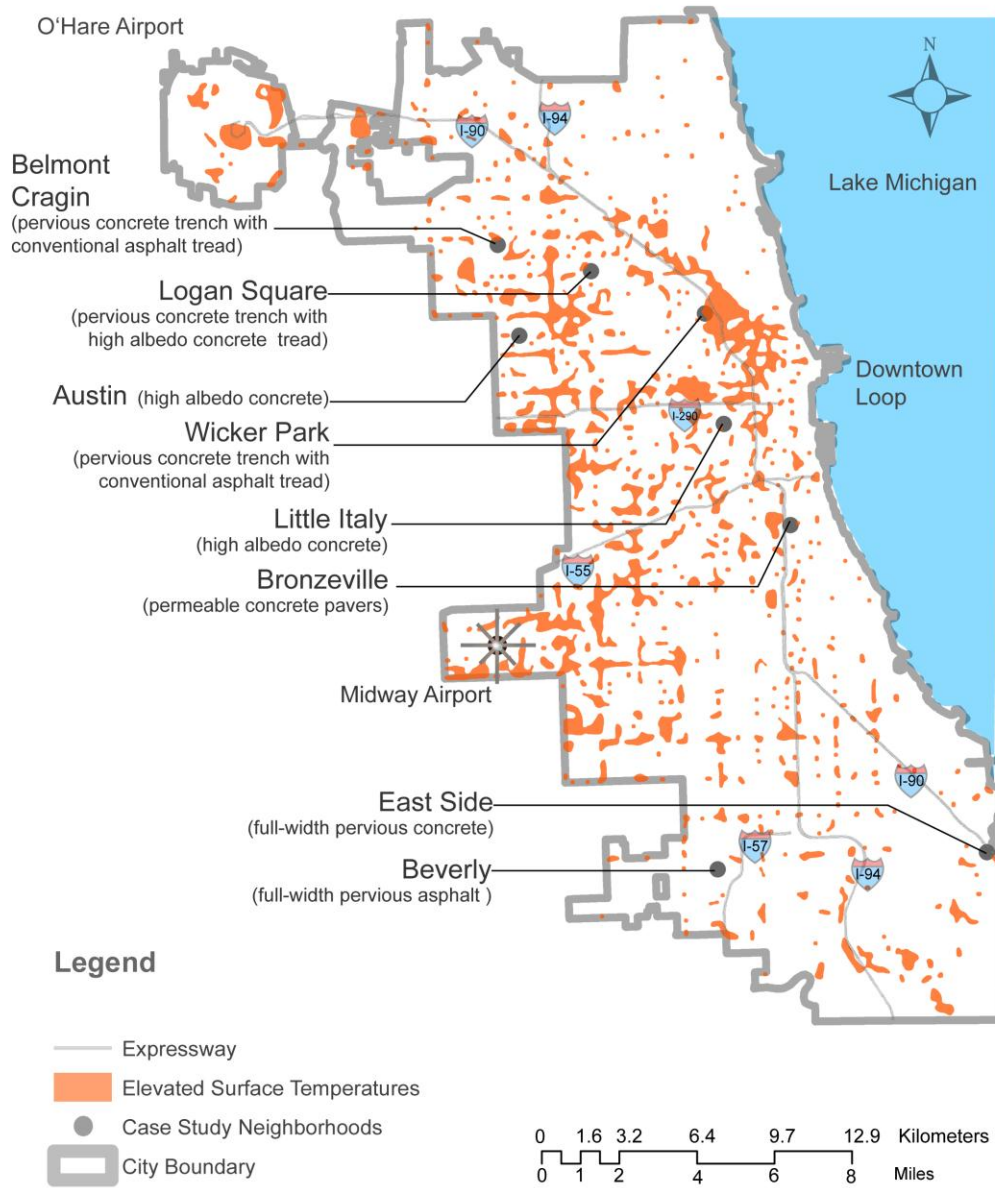 O'Hare Airport
N
I-90
I-94
Belmont
Cragin
(pervious concrete trench with
conventional asphalt tread)
Lake Michigan
Logan Square
(pervious concrete trench with
high albedo concrete tread)
Downtown
Loop
Austin (high albedo concrete)
I-290
Wicker Park
(pervious concrete trench with
conventional asphalt tread)
Little Italy
(high albedo concrete)
I-55
Bronzeville
(permeable concrete pavers)
Midway Airport
I-90
East Side
(full-width pervious concrete)
I-57
I-94
Beverly
(full-width pervious asphalt )
Legend
Expressway
Elevated Surface Temperatures
Case Study Neighborhoods
City Boundary
0 1.6 3.2 6.4 9.7 12.9 Kilometers
0 1 2 4 6 8 Miles